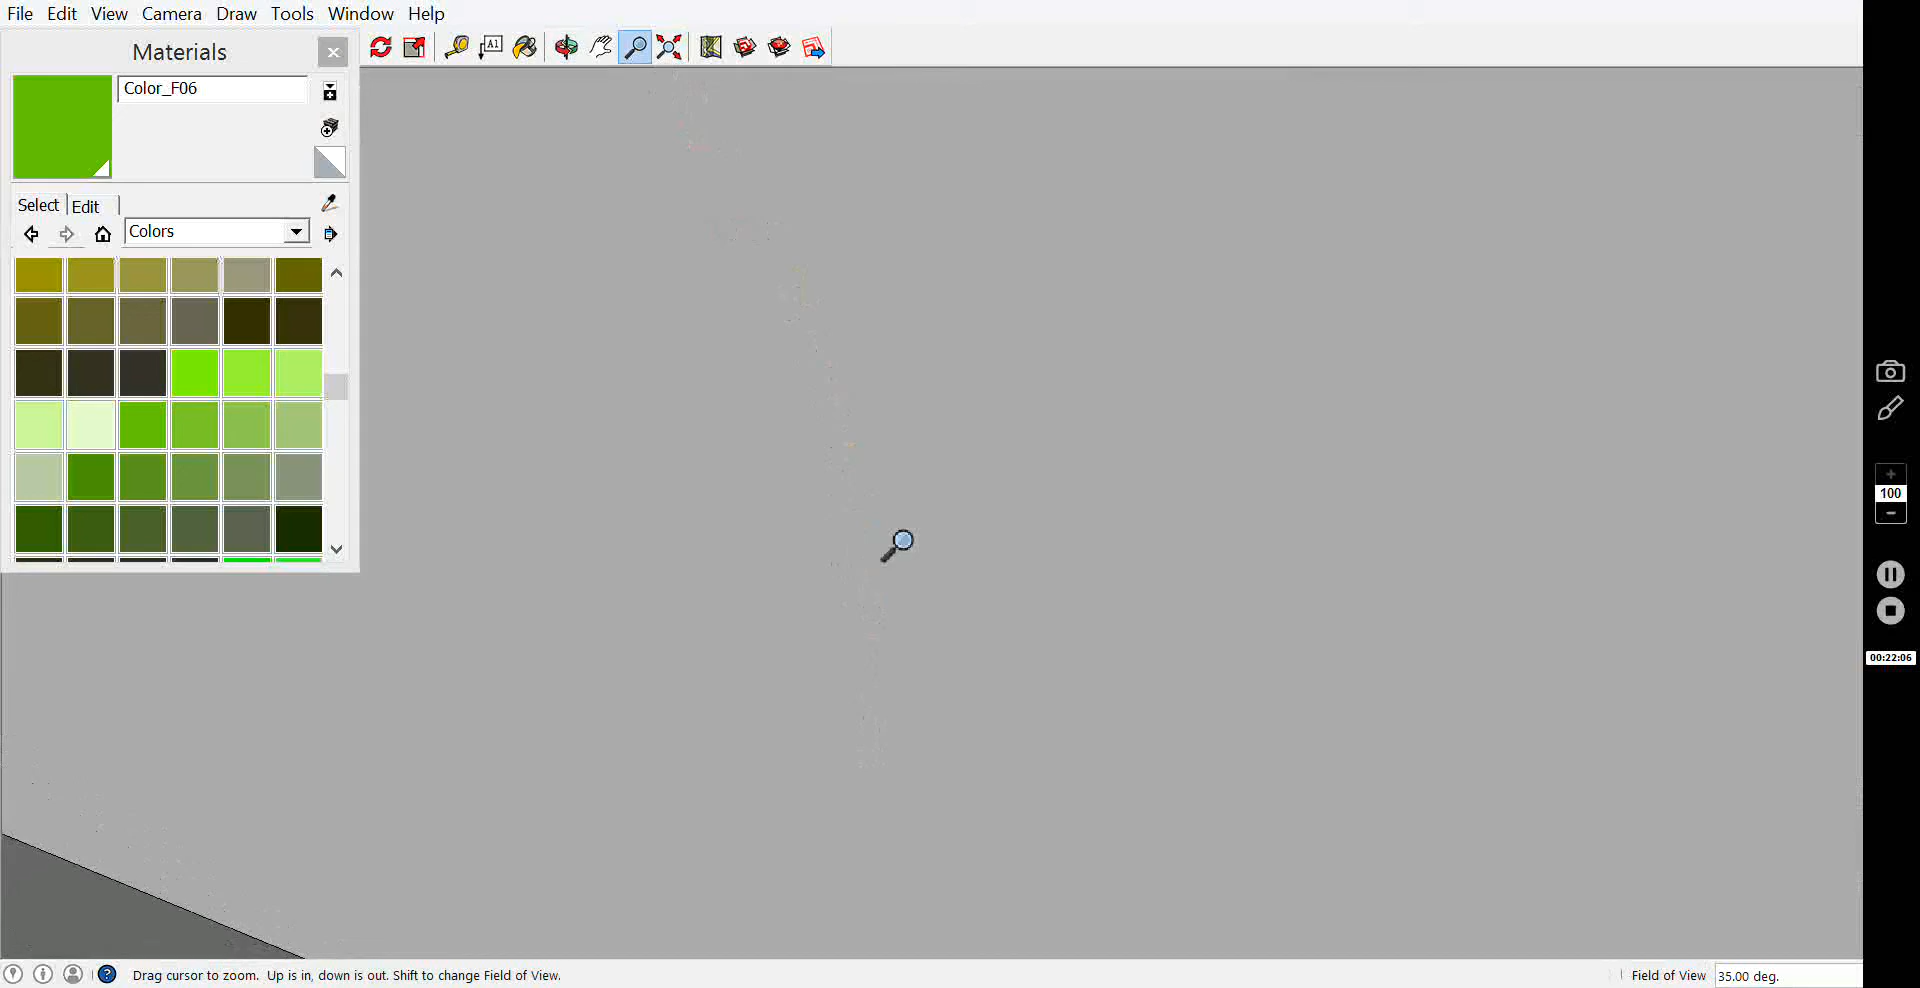 File Edit View Camera Draw Tools Window Help
Materials
Color_F06
A1
Select Edit
Colors
100
00:22:06
Drag cursor to zoom. Up is in, down is out. Shift to change Field of View.
Field of View 35.00 deg.